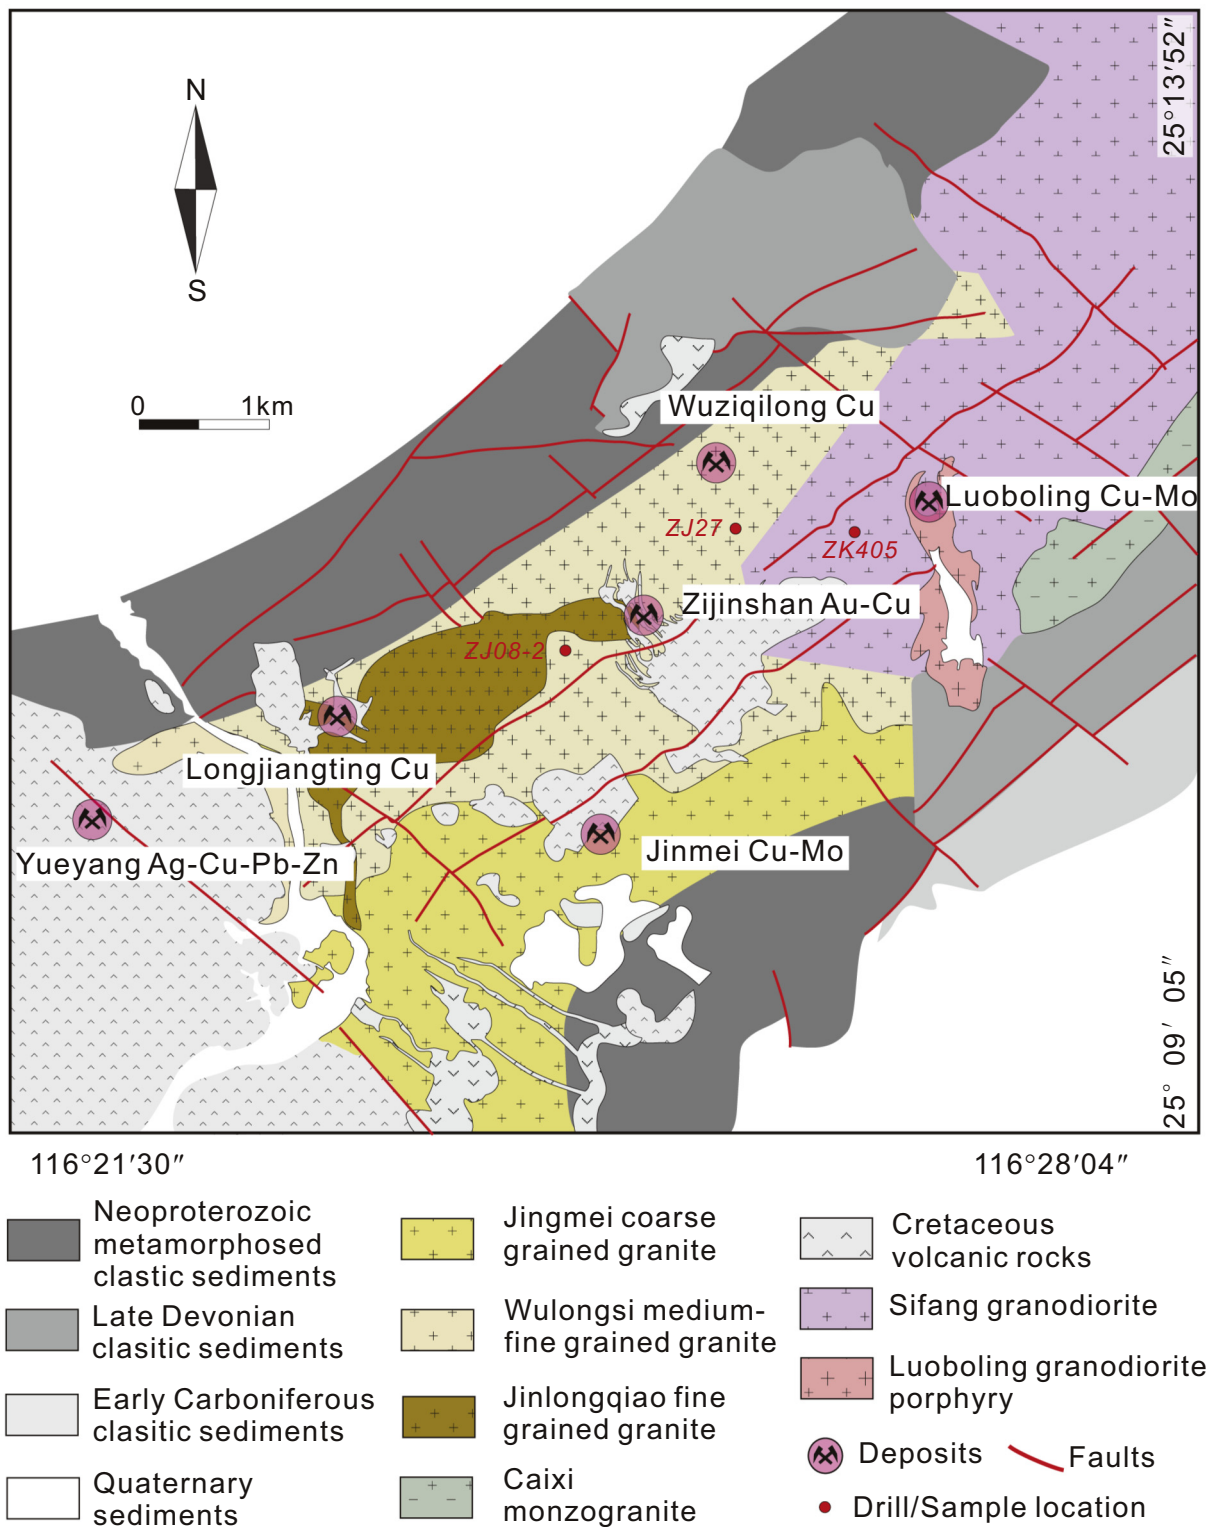 25°13′52″
N
S
0 1km
Wuziqilong Cu
Luoboling Cu-Mo
ZJ27
ZK405
Zijinshan Au-Cu
ZJ08-2
Longjiangting Cu
Jinmei Cu-Mo
Yueyang Ag-Cu-Pb-Zn
25° 09′ 05″
116°21′30″
116°28′04″
Neoproterozoic
metamorphosed
clastic sediments
Late Devonian
clasitic sediments
Early Carboniferous
clasitic sediments
Quaternary
sediments
Jingmei coarse
grained granite
Wulongsi medium-
fine grained granite
Jinlongqiao fine
grained granite
Caixi
monzogranite
Cretaceous
volcanic rocks
Sifang granodiorite
Luoboling granodiorite
porphyry
Deposits
Faults
Drill/Sample location